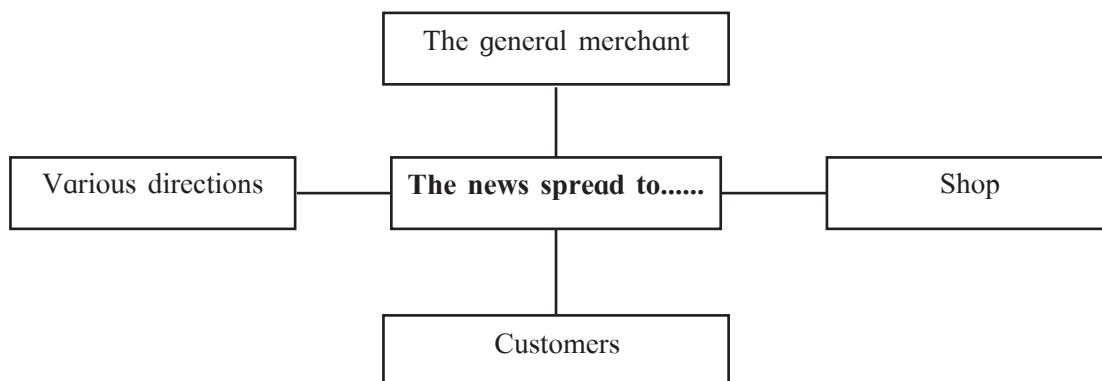 The general merchant
Various directions
The news spread to......
Shop
Customers